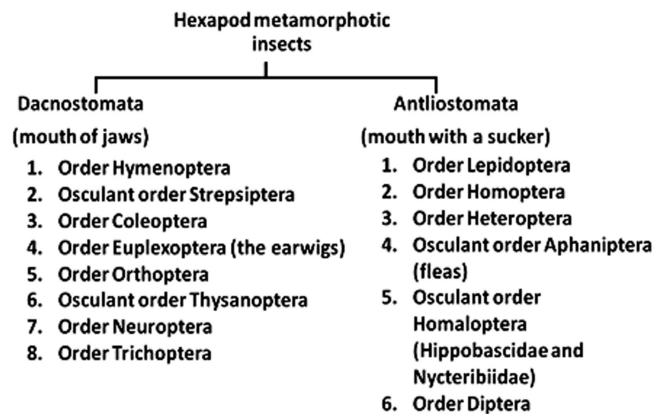 Hexapod metamorphotic
insects
Dacnostomata
(mouth of jaws)
1. Order Hymenoptera
2. Osculant order Strepsiptera
3. Order Coleoptera
4. Order Euplexoptera (the earwigs)
5. Order Orthoptera
6. Osculant order Thysanoptera
7. Order Neuroptera
8. Order Trichoptera
Antliostomata
(mouth with a sucker)
1. Order Lepidoptera
2. Order Homoptera
3. Order Heteroptera
4. Osculant order Aphaniptera
(fleas)
5. Osculant order
Homaloptera
(Hippobascidae and
Nycteribiidae)
6. Order Diptera